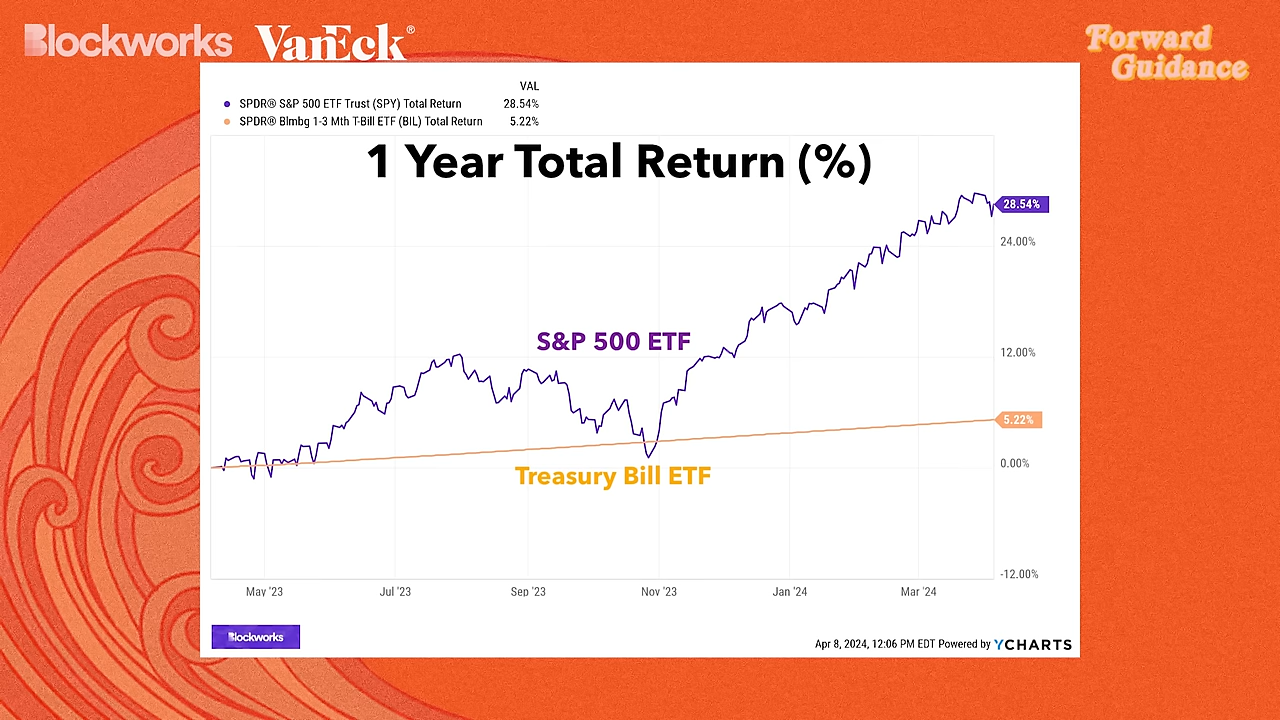 Blockworks
VanEck®
Forward
Guidance
VAL
SPDR® S&P 500 ETF Trust (SPY) Total Return 28.54%
SPDR® Blmbg 1-3 Mth T-Bill ETF (BIL) Total Return 5.22%
1 Year Total Return (%)
28.54%
24.00%
S&P 500 ETF
12.00%
5.22%
0.00%
Treasury Bill ETF
-12.00%
May '23 Jul '23 Sep '23 Nov '23 Jan '24 Mar '24
Blockworks
Apr 8, 2024, 12:06 PM EDT Powered by YCHARTS